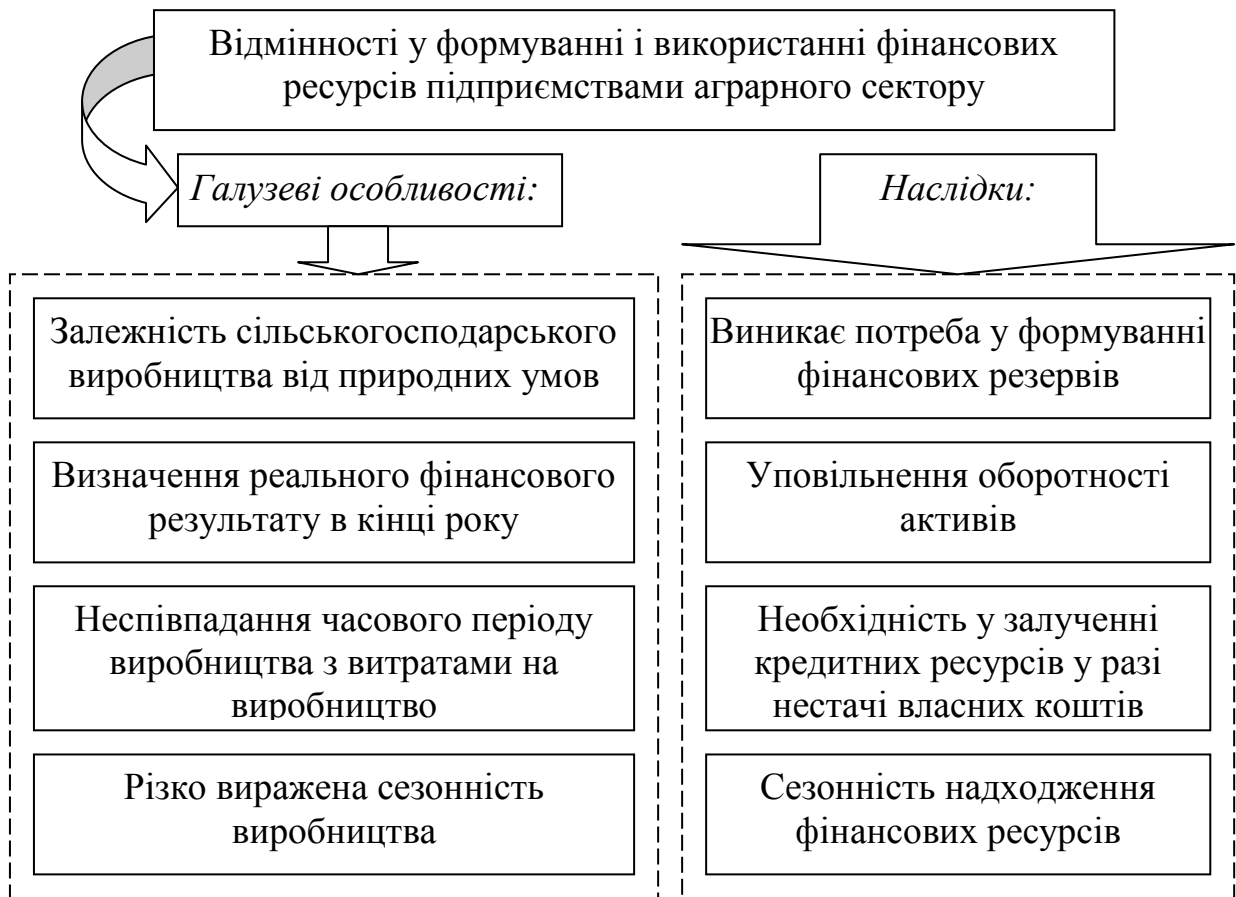 Відмінності у формуванні і використанні фінансових
ресурсів підприємствами аграрного сектору
Галузеві особливості:
Наслідки:
Залежність сільськогосподарського
виробництва від природних умов
Виникає потреба у формуванні
фінансових резервів
Визначення реального фінансового
результату в кінці року
Уповільнення оборотності
активів
Неспівпадання часового періоду
виробництва з витратами на
виробництво
Необхідність у залученні
кредитних ресурсів у разі
нестачі власних коштів
Різко виражена сезонність
виробництва
Сезонність надходження
фінансових ресурсів